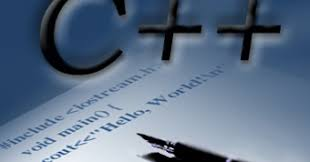 C++
#include <iostream.h>
void main() {
cout<<"Hello, World!\n"